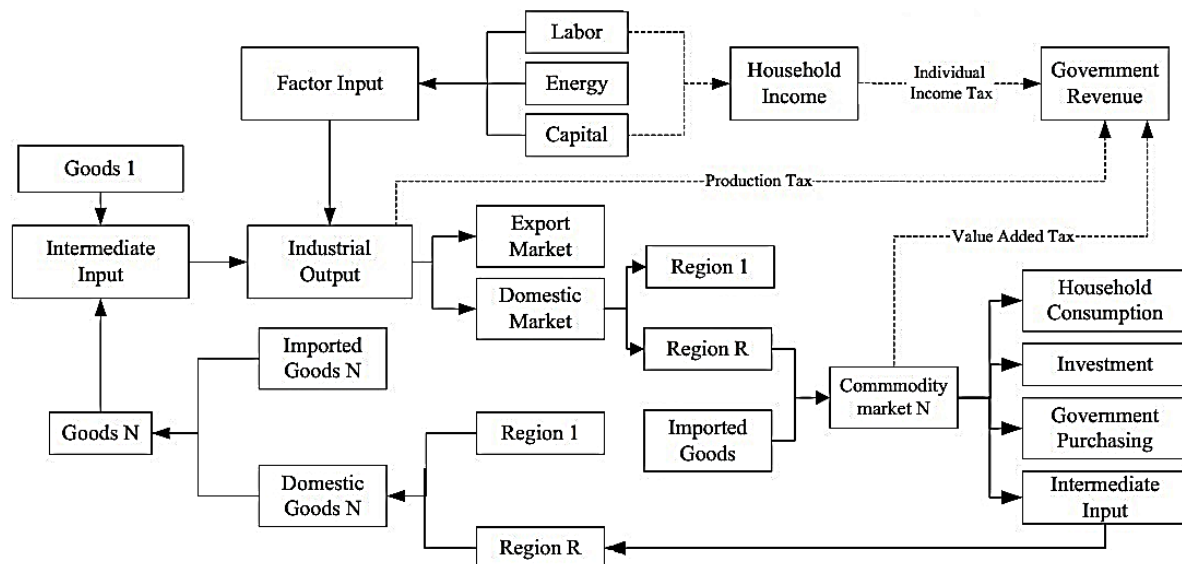 Labor
Factor Input
Energy
Capital
Household
Income
Individual
Income Tax
Government
Revenue
Goods 1
Production Tax
Intermediate
Input
Industrial
Output
Export
Market
Domestic
Market
Region 1
Region R
Value Added Tax
Household
Consumption
Investment
Government
Purchasing
Intermediate
Input
Commmodity
market N
Imported
Goods
Imported
Goods N
Goods N
Domestic
Goods N
Region 1
Region R